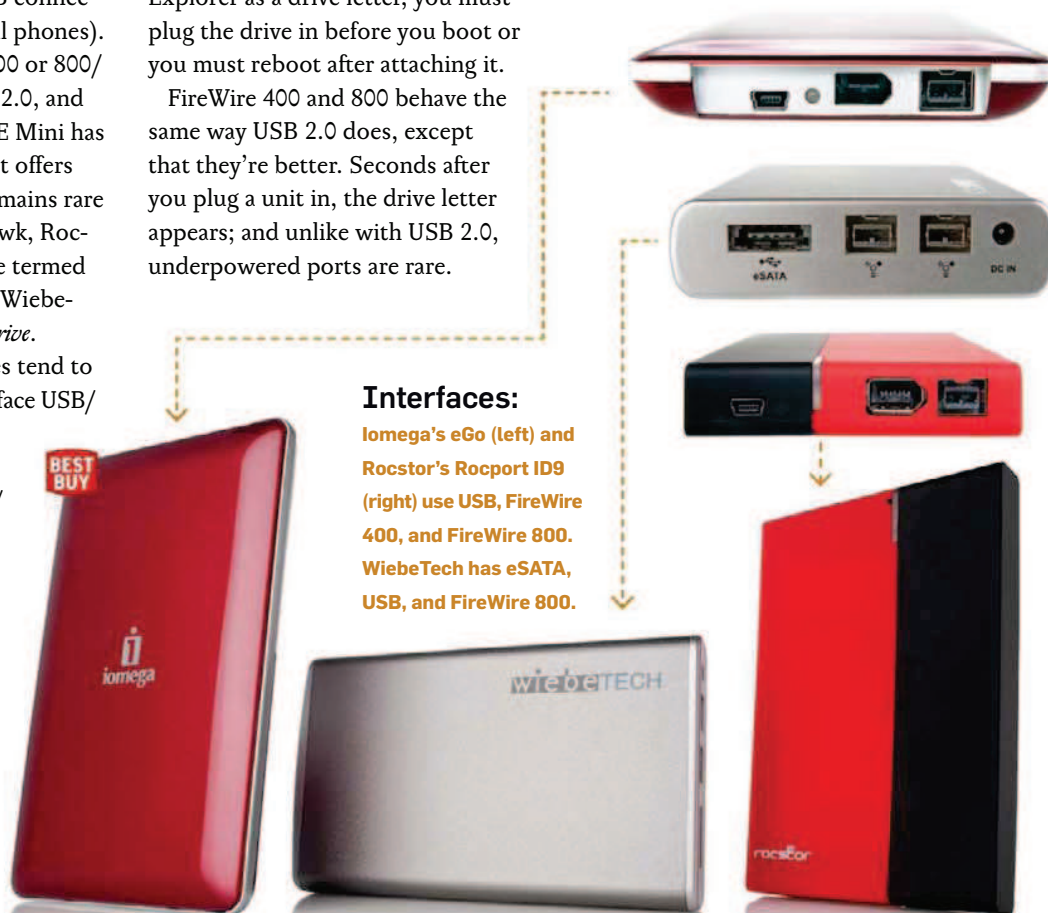 l phones).
00 or 800/
2.0, and
E Mini has
t offers
mains rare
wk, Roc-
e termed
Wiebe-
rive.
es tend to
face USB/
/
Explorer as a drive letter, you must
plug the drive in before you boot or
you must reboot after attaching it.
FireWire 400 and 800 behave the
same way USB 2.0 does, except
that they're better. Seconds after
you plug a unit in, the drive letter
appears; and unlike with USB 2.0,
underpowered ports are rare.
eSATA
DC IN
Interfaces:
Iomega's eGo (left) and
Rocstor's Rocport ID9
(right) use USB, FireWire
400, and FireWire 800.
WiebeTech has eSATA,
USB, and FireWire 800.
BEST
BUY
iomega
wiebeTECH
rocstor